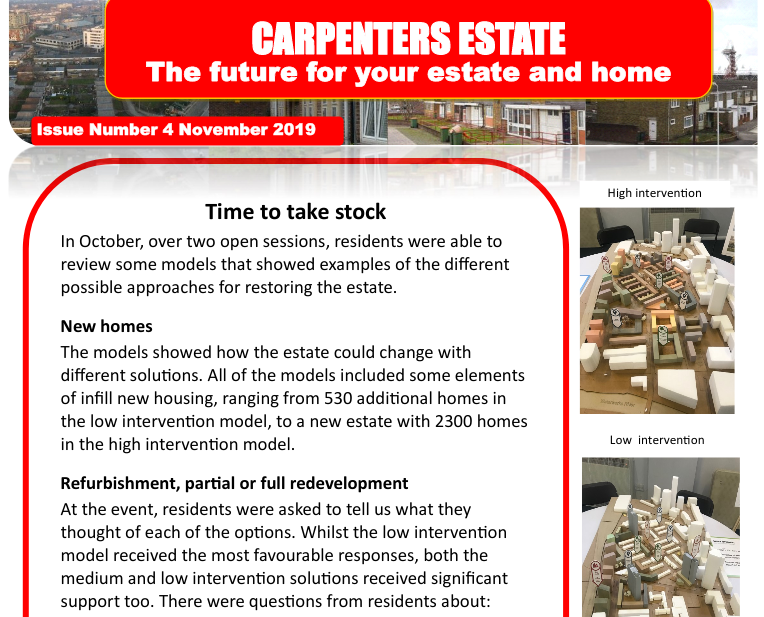 CARPENTERS ESTATE
The future for your estate and home
Issue Number 4 November 2019
Time to take stock
In October, over two open sessions, residents were able to
review some models that showed examples of the different
possible approaches for restoring the estate.
New homes
The models showed how the estate could change with
different solutions. All of the models included some elements
of infill new housing, ranging from 530 additional homes in
the low intervention model, to a new estate with 2300 homes
in the high intervention model.
Refurbishment, partial or full redevelopment
At the event, residents were asked to tell us what they
thought of each of the options. Whilst the low intervention
model received the most favourable responses, both the
medium and low intervention solutions received significant
support too. There were questions from residents about:
High intervention
Low intervention